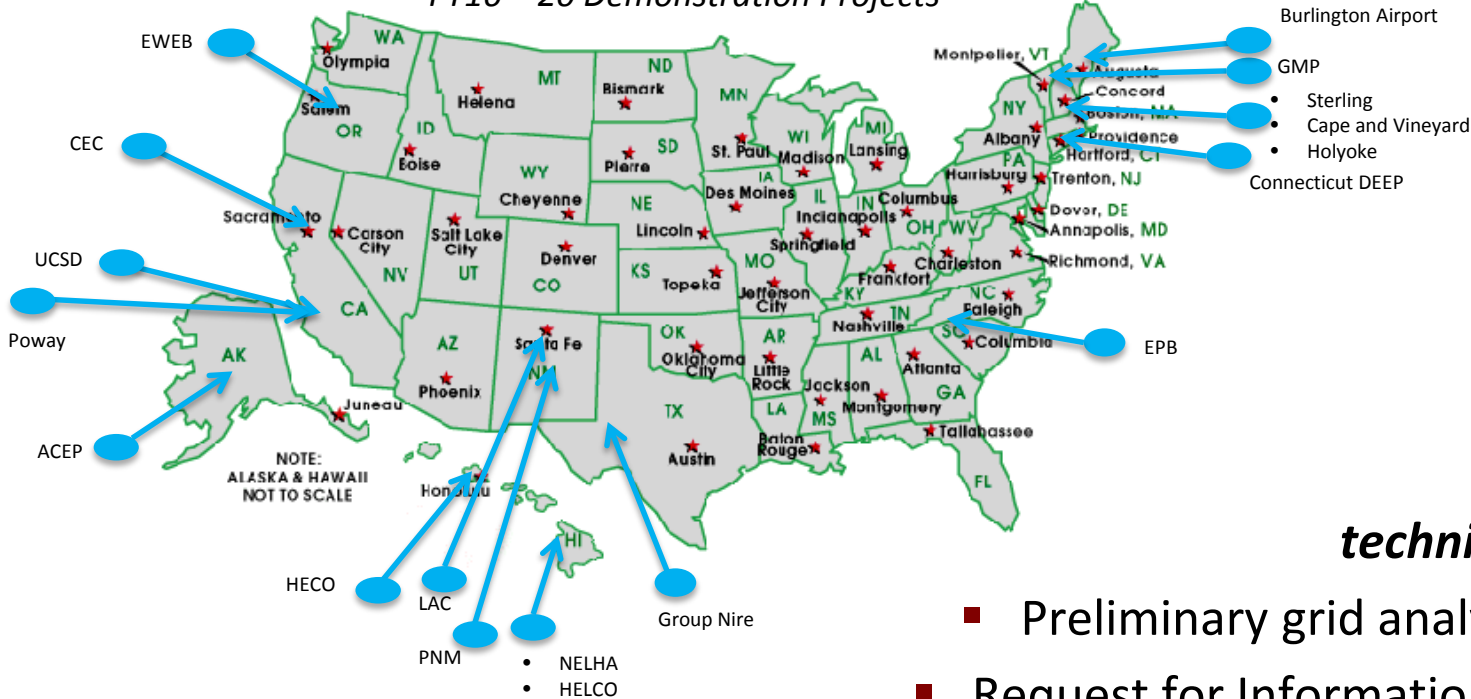 20 Demonstration Projects
Burlington Airport
EWEB
WA
Olympia
MT
Helena
ND
Bismark
MN
Montpelier, VT
Augusta
GMP
Concord
Boston, MA
• Sterling
• Cape and Vineyard
• Holyoke
Providence
Hartford, CT
Connecticut DEEP
Salem
OR
ID
Boise
CEC
SD
Pierre
St. Paul
WI
Madison
MI
Lansing
NY
Albany
PA
Harrisburg
Trenton, NJ
WY
Cheyenne
NE
Lincoln
IA
Des Moines
IL
Springfield
IN
Indianapolis
Columbus
OH
WV
Charleston
Dover, DE
Annapolis, MD
Richmond, VA
Sacramento
Carson
City
NV
Salt Lake
City
UT
Denver
CO
KS
Topeka
MO
Jefferson
City
Frankfort
KY
UCSD
CA
Poway
AK
Juneau
ACEP
AZ
Phoenix
Santa Fe
NM
OK
Oklahoma
City
AR
Little
Rock
Nashville
TN
NC
Raleigh
SC
Columbia
EPB
AL
Montgomery
Atlanta
GA
Jackson
MS
LA
Baton
Rouge
TX
Austin
Tallahassee
FL
NOTE:
ALASKA & HAWAII
NOT TO SCALE
Honolulu
HI
HECO
LAC
PNM
• NELHA
• HELCO
Group Nire
techni
▪ Preliminary grid analy
▪ Request for Informatio